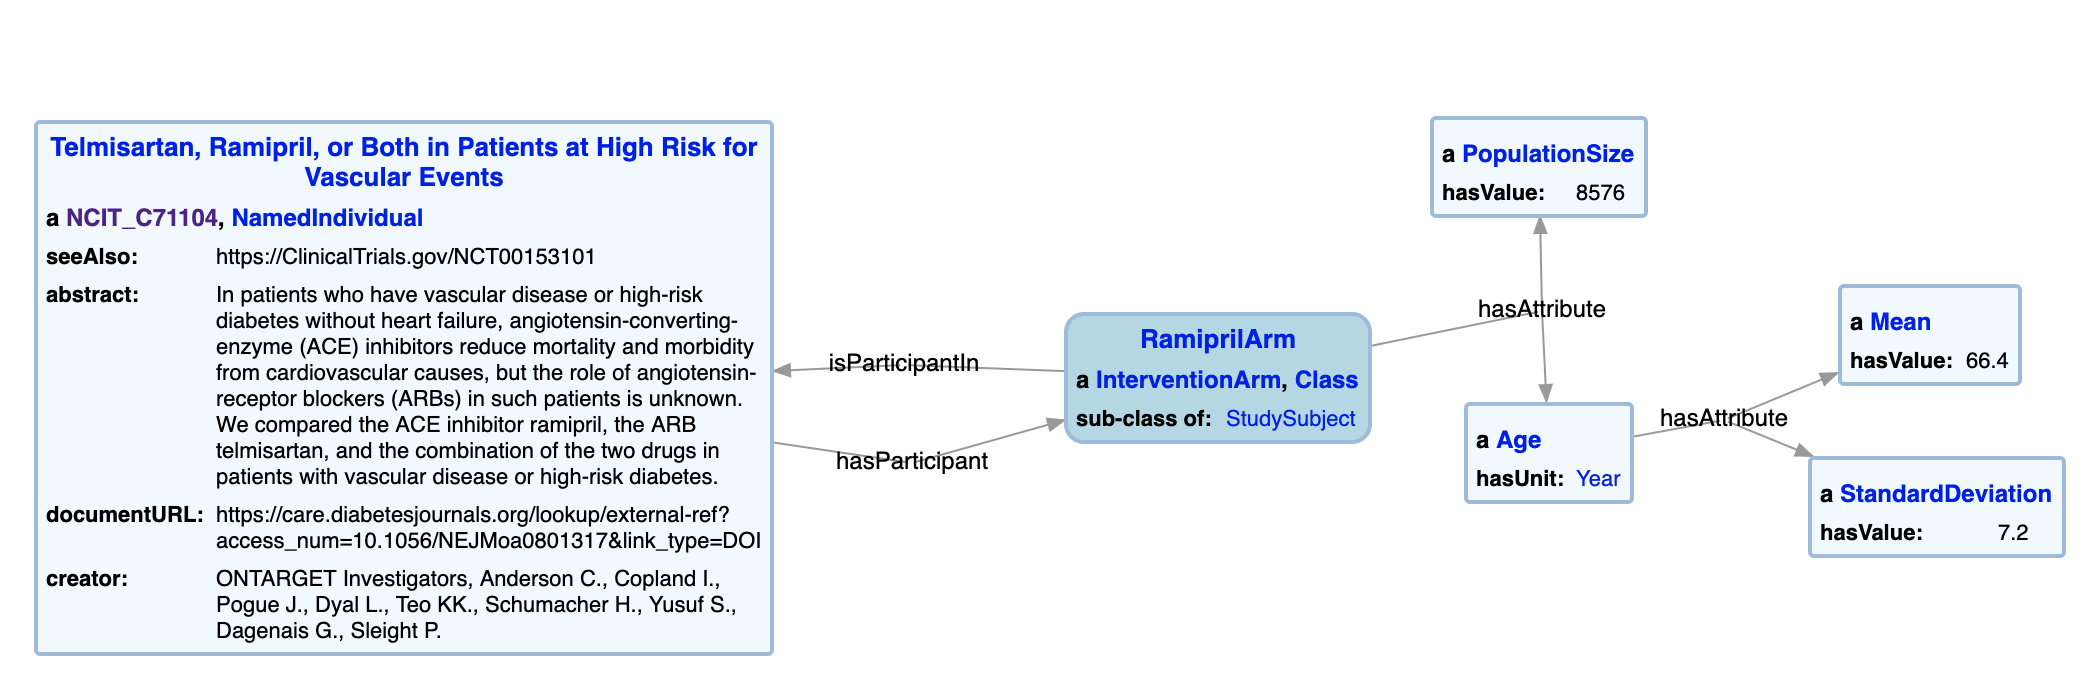 Telmisartan, Ramipril, or Both in Patients at High Risk for
Vascular Events
a NCIT_C71104, NamedIndividual
seeAlso: https://ClinicalTrials.gov/NCT00153101
abstract: In patients who have vascular disease or high-risk
diabetes without heart failure, angiotensin-converting-
enzyme (ACE) inhibitors reduce mortality and morbidity
from cardiovascular causes, but the role of angiotensin-
receptor blockers (ARBs) in such patients is unknown.
We compared the ACE inhibitor ramipril, the ARB
telmisartan, and the combination of the two drugs in
patients with vascular disease or high-risk diabetes.
documentURL: https://care.diabetesjournals.org/lookup/external-ref?
access_num=10.1056/NEJMoa0801317&link_type=DOI
creator: ONTARGET Investigators, Anderson C., Copland I.,
Pogue J., Dyal L., Teo KK., Schumacher H., Yusuf S.,
Dagenais G., Sleight P.
isParticipantIn
hasParticipant
RamiprilArm
a InterventionArm, Class
sub-class of: StudySubject
hasAttribute
a PopulationSize
hasValue: 8576
a Age
hasUnit: Year
hasAttribute
a Mean
hasValue: 66.4
a StandardDeviation
hasValue: 7.2